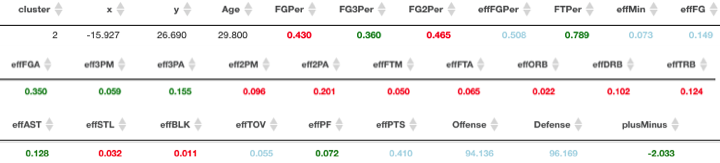 cluster x y Age FGPer FG3Per FG2Per effFGPer FTPer effMin effFG
2 -15.927 26.690 29.800 0.430 0.360 0.465 0.508 0.789 0.073 0.149
effFGA eff3PM eff3PA eff2PM eff2PA effFTM effFTA effORB effDRB effTRB
0.350 0.059 0.155 0.096 0.201 0.050 0.065 0.022 0.102 0.124
effAST effSTL effBLK effTOV effPF effPTS Offense Defense plusMinus
0.128 0.032 0.011 0.055 0.072 0.410 94.136 96.169 -2.033